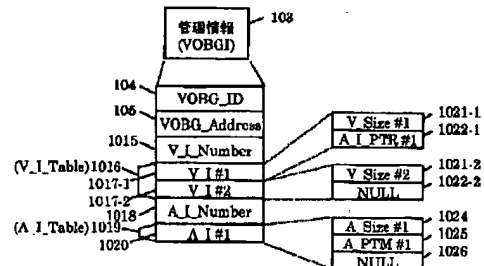 管理情報
(VOBGI)
103
104
VOBG_ID
105
VOBG_Address
1015
V_I_Number
(V_I_Table)1016
1017-1
V_I#1
1017-2
V_I#2
1018
A_I_Number
(A_I_Table)1019
1020
A_I#1
V_Size #1
1021-1
A_I_PTR#1
1022-1
V_Size #2
1021-2
NULL
1022-2
A_Size #1
1024
A_PTM #1
1025
NULL
1026